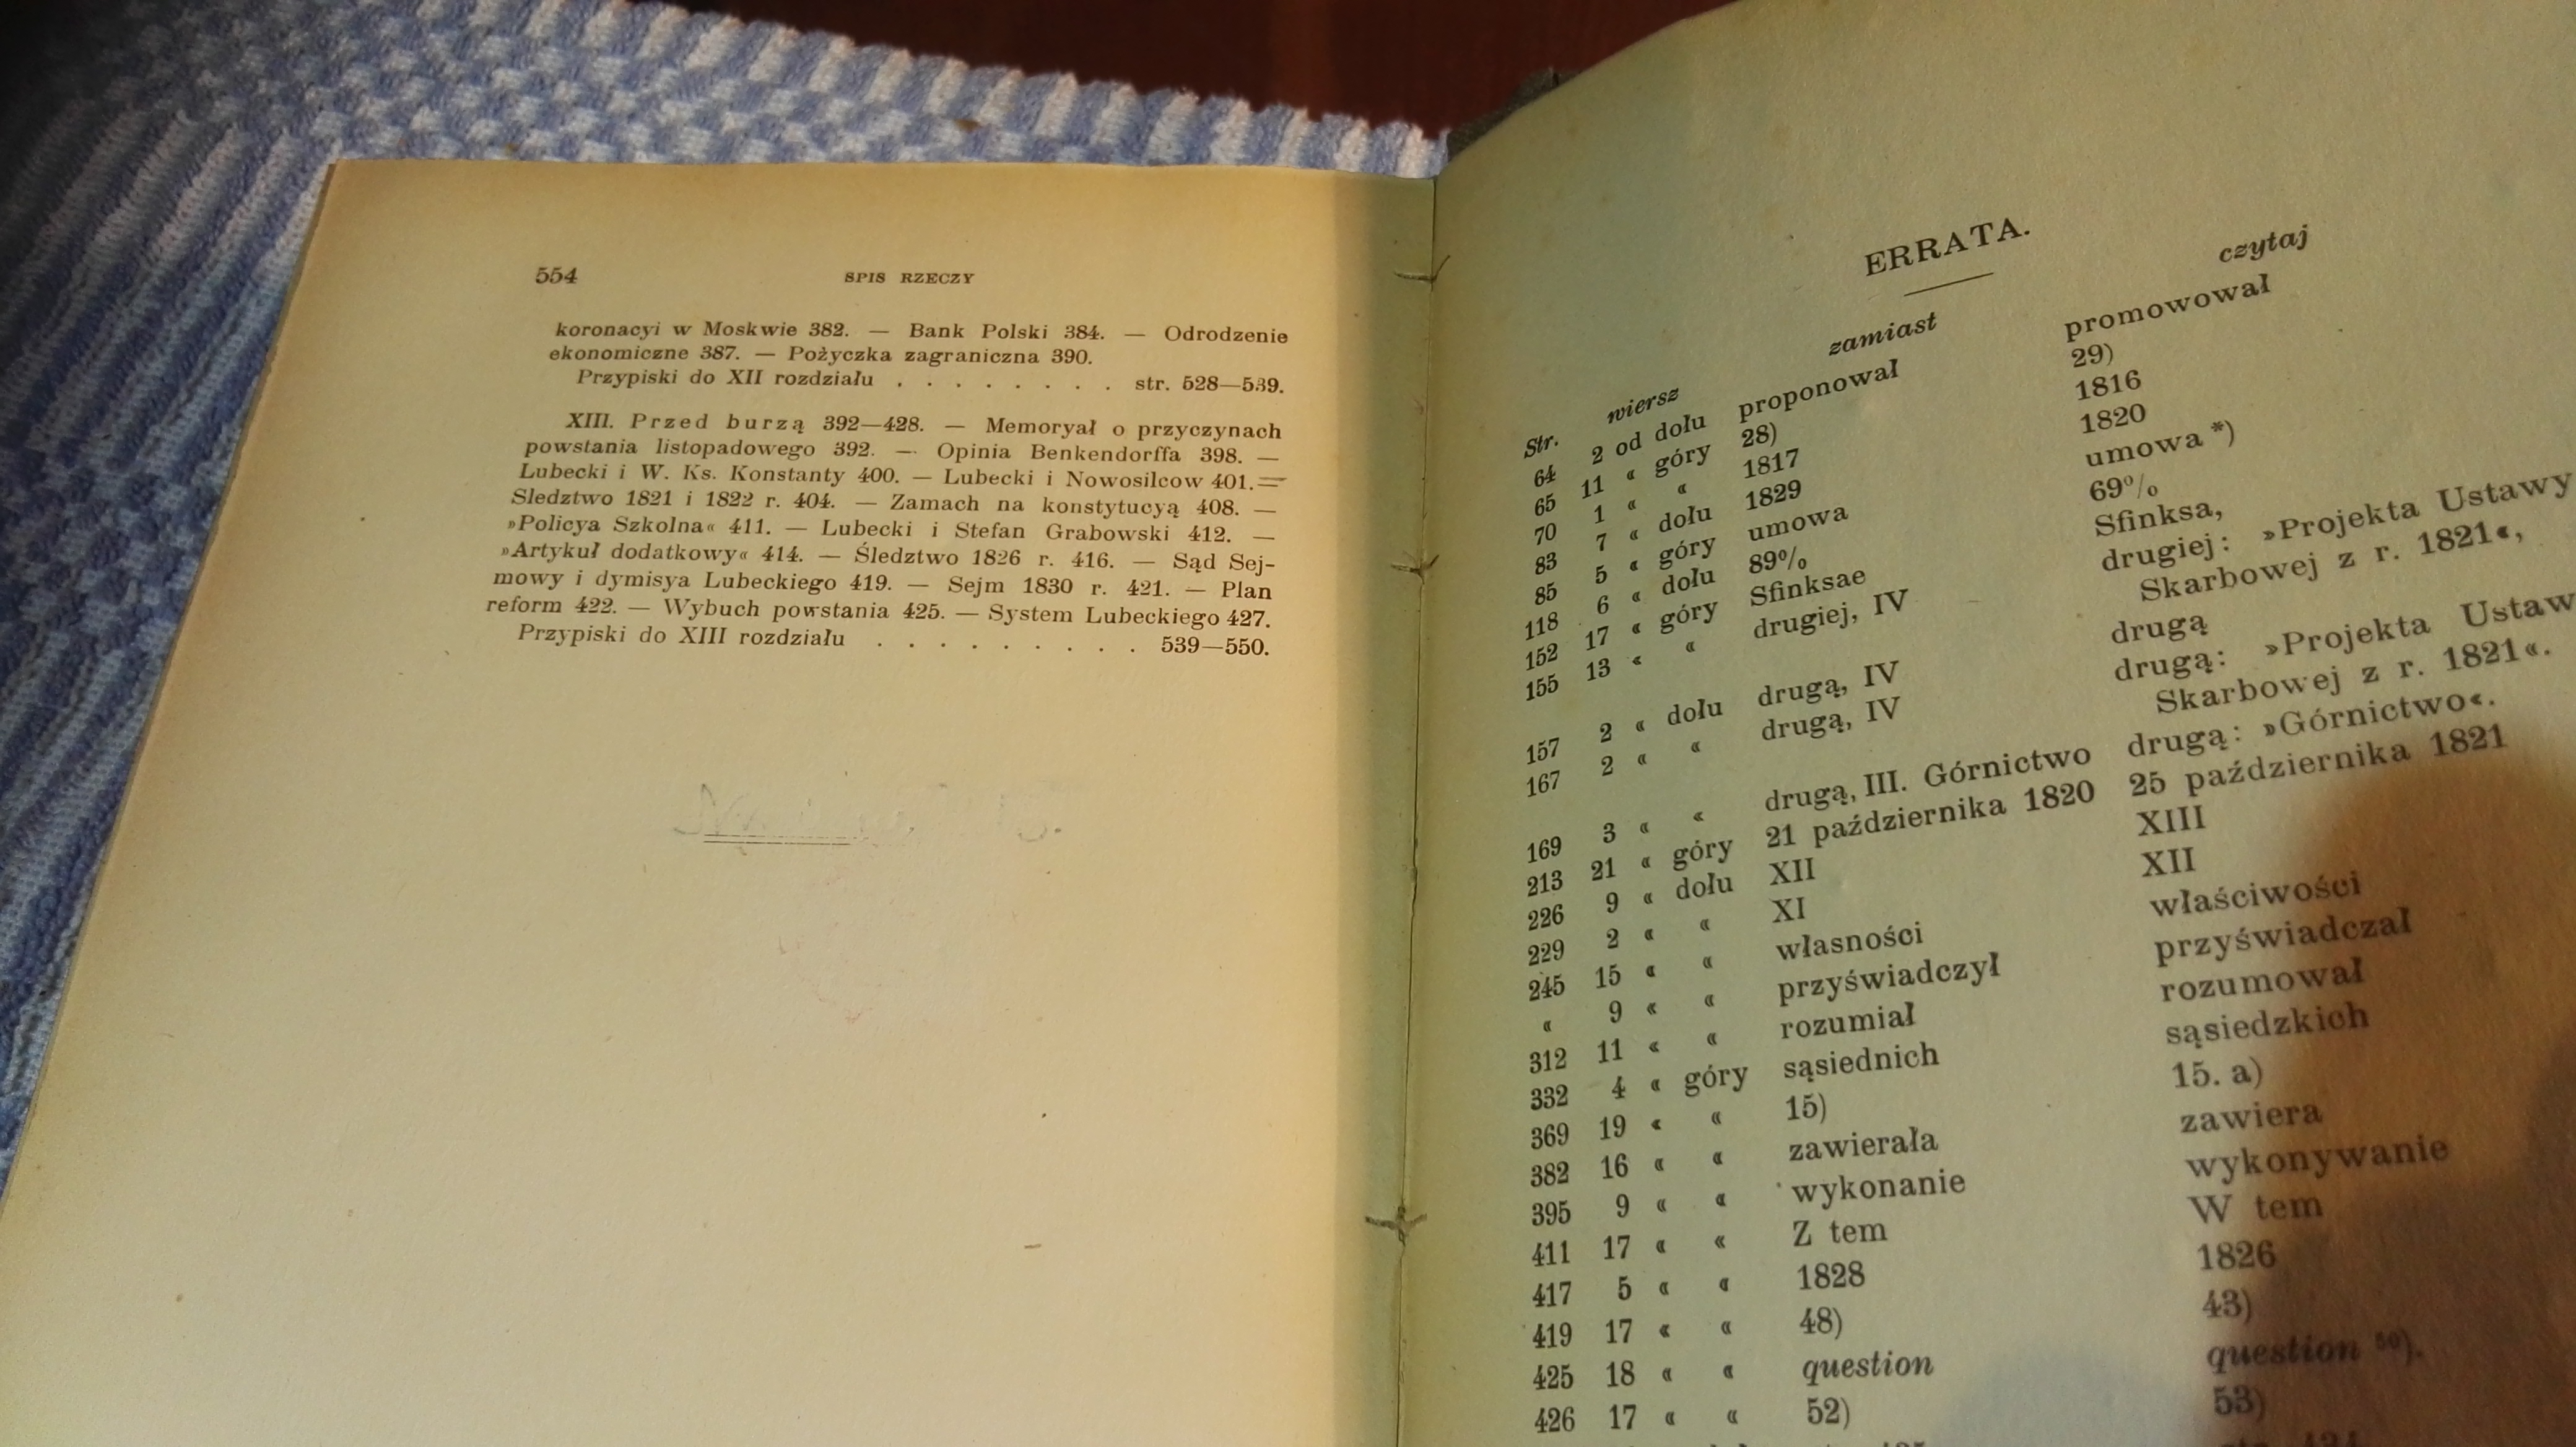 554 SPIS RZECZY
koronacyi w Moskwie 382. — Bank Polski 384. — Odrodzenie
ekonomiczne 387. — Pożyczka zagraniczna 390.
Przypiski do XII rozdziału . . . . . . . . str. 528—539.
XIII. Przed burzą 392—428. — Memoryał o przyczynach
powstania listopadowego 392. — Opinia Benkendorffa 398. —
Lubecki i W. Ks. Konstanty 400. — Lubecki i Nowosilcow 401.—
Sledztwo 1821 i 1822 r. 404. — Zamach na konstytucyą 408. —
»Policya Szkolna« 411. — Lubecki i Stefan Grabowski 412. —
»Artykuł dodatkowy« 414. — Śledztwo 1826 r. 416. — Sąd Sej-
mowy i dymisya Lubeckiego 419. — Sejm 1830 r. 421. — Plan
reform 422. — Wybuch powstania 425. — System Lubeckiego 427.
Przypiski do XIII rozdziału . . . . . . . . . 539—550.
ERRATA.
Str. wiersz zamiast czytaj
64 2 od dołu proponował promowował
65 11 « góry 28) 29)
70 1 « « 1817 1816
83 7 « dołu 1829 1820
85 5 « góry umowa umowa *)
118 6 « dołu 89% 69%
152 17 « góry Sfinksae Sfinksa,
155 13 « « drugiej, IV drugiej: »Projekta Ustawy
Skarbowej z r. 1821«,
157 2 « dołu drugą, IV drugą
167 2 « « drugą, IV drugą: »Projekta Ustaw
Skarbowej z r. 1821«.
169 3 « « drugą, III. Górnictwo drugą: »Górnictwo«.
213 21 « góry 21 października 1820 25 października 1821
226 9 « dołu XII XIII
229 2 « « XI XII
245 15 « « własności właściwości
« 9 « « przyświadczył przyświadczał
312 11 « « rozumiał rozumował
332 4 « góry sąsiednich sąsiedzkich
369 19 « « 15) 15. a)
382 16 « « zawierała zawiera
395 9 « « wykonanie wykonywanie
411 17 « « Z tem W tem
417 5 « « 1828 1826
419 17 « « 48) 43)
425 18 « « question question 50).
426 17 « « 52) 53)